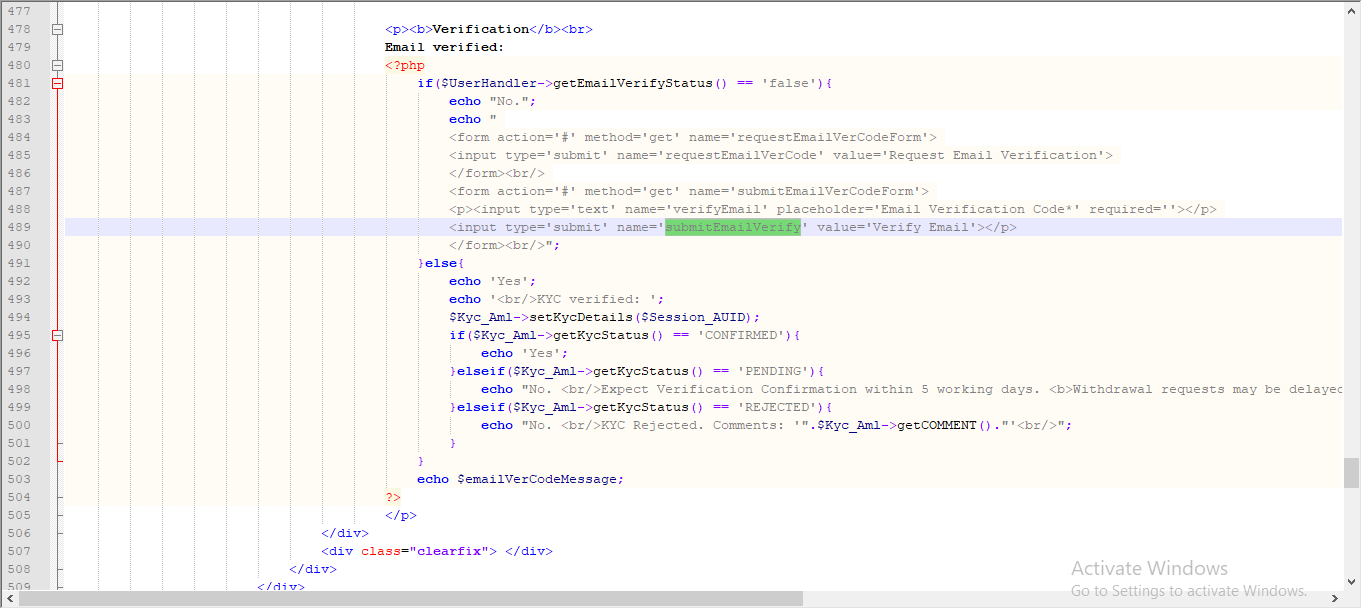 477
478 <p><b>Verification</b><br>
479 Email verified:
480 <?php
481 if($UserHandler->getEmailVerifyStatus() == 'false'){
482 echo "No.";
483 echo "
484 <form action='#' method='get' name='requestEmailVerCodeForm'>
485 <input type='submit' name='requestEmailVerCode' value='Request Email Verification'>
486 </form><br/>
487 <form action='#' method='get' name='submitEmailVerCodeForm'>
488 <p><input type='text' name='verifyEmail' placeholder='Email Verification Code*' required=''></p>
489 <input type='submit' name='submitEmailVerify' value='Verify Email'></p>
490 </form><br/>";
491 }else{
492 echo 'Yes';
493 echo '<br/>KYC verified: ';
494 $Kyc_Aml->setKycDetails($Session_AUID);
495 if($Kyc_Aml->getKycStatus() == 'CONFIRMED'){
496 echo 'Yes';
497 }elseif($Kyc_Aml->getKycStatus() == 'PENDING'){
498 echo "No. <br/>Expect Verification Confirmation within 5 working days. <b>Withdrawal requests may be delayed
499 }elseif($Kyc_Aml->getKycStatus() == 'REJECTED'){
500 echo "No. <br/>KYC Rejected. Comments: '".$Kyc_Aml->getCOMMENT()."'<br/>";
501 }
502 }
503 echo $emailVerCodeMessage;
504 ?>
505 </p>
506 </div>
507 <div class="clearfix"> </div>
508 </div>
509 </div>
Activate Windows
Go to Settings to activate Windows.